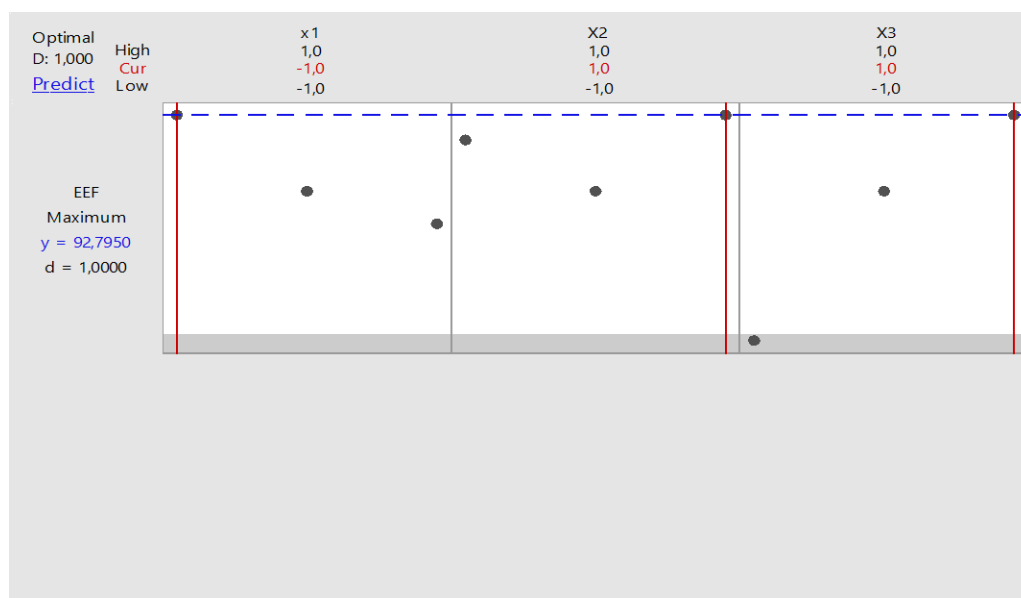 Optimal
D: 1,000
Predict
High
Cur
Low
x1
1,0
-1,0
-1,0
X2
1,0
1,0
-1,0
X3
1,0
1,0
-1,0
EEF
Maximum
y = 92,7950
d = 1,0000